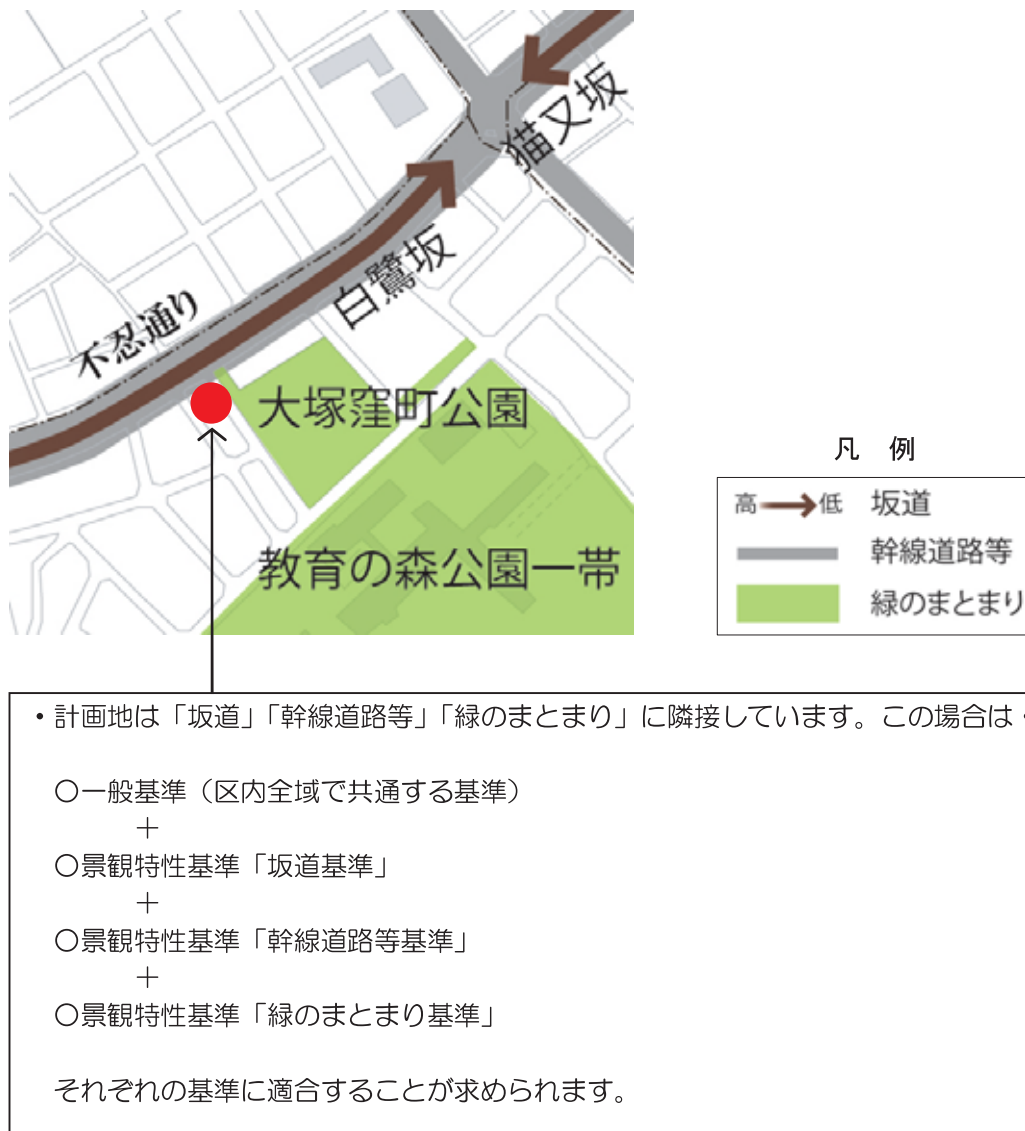 猫又坂
白鷺坂
不忍通り
大塚窪町公園
教育の森公園一帯
凡 例
高 低 坂道
幹線道路等
緑のまとまり
・計画地は「坂道」「幹線道路等」「緑のまとまり」に隣接しています。この場合は・
〇一般基準（区内全域で共通する基準）
＋
〇景観特性基準「坂道基準」
＋
〇景観特性基準「幹線道路等基準」
＋
〇景観特性基準「緑のまとまり基準」
それぞれの基準に適合することが求められます。